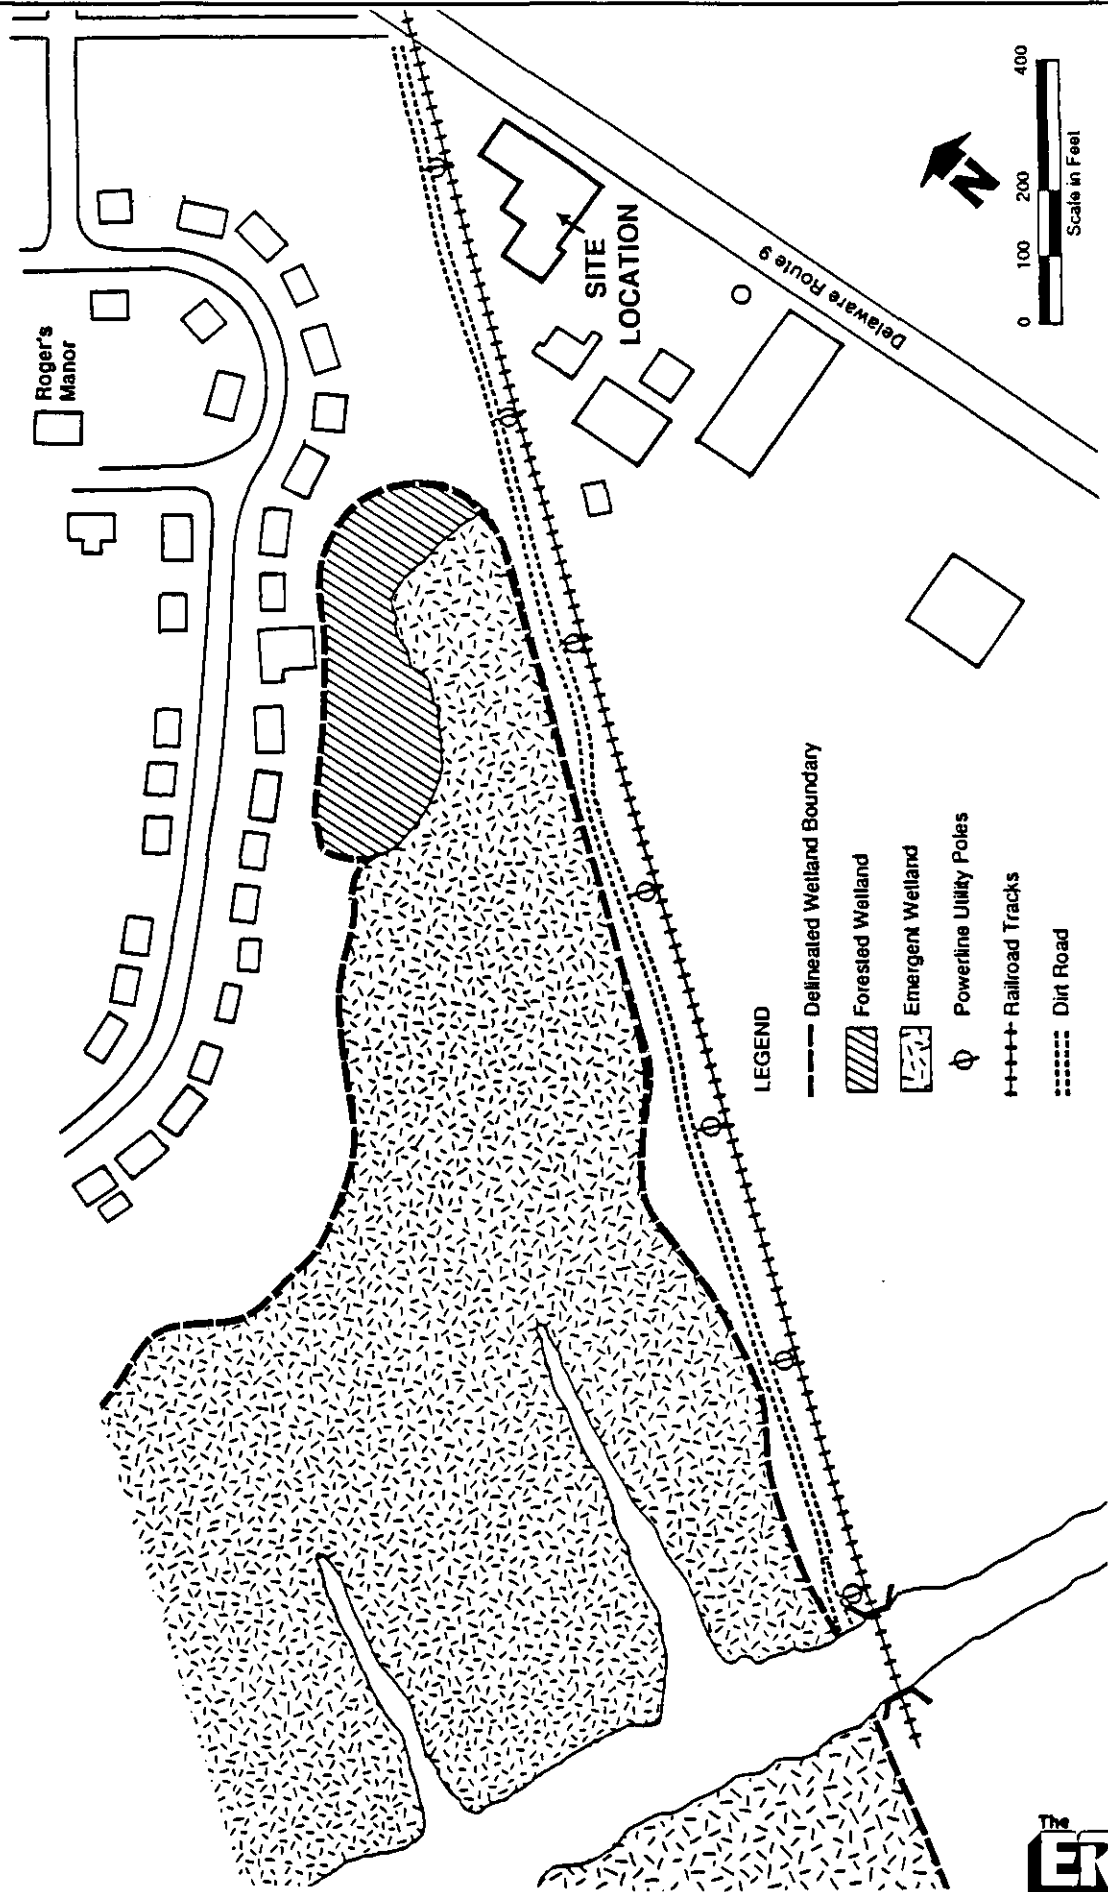 Roger's
Manor
SITE
LOCATION
Delaware Route 9
N
0 100 200 400
Scale in Feet
LEGEND
Delineated Wetland Boundary
Forested Wetland
Emergent Wetland
Powerline Utility Poles
Railroad Tracks
Dirt Road
The